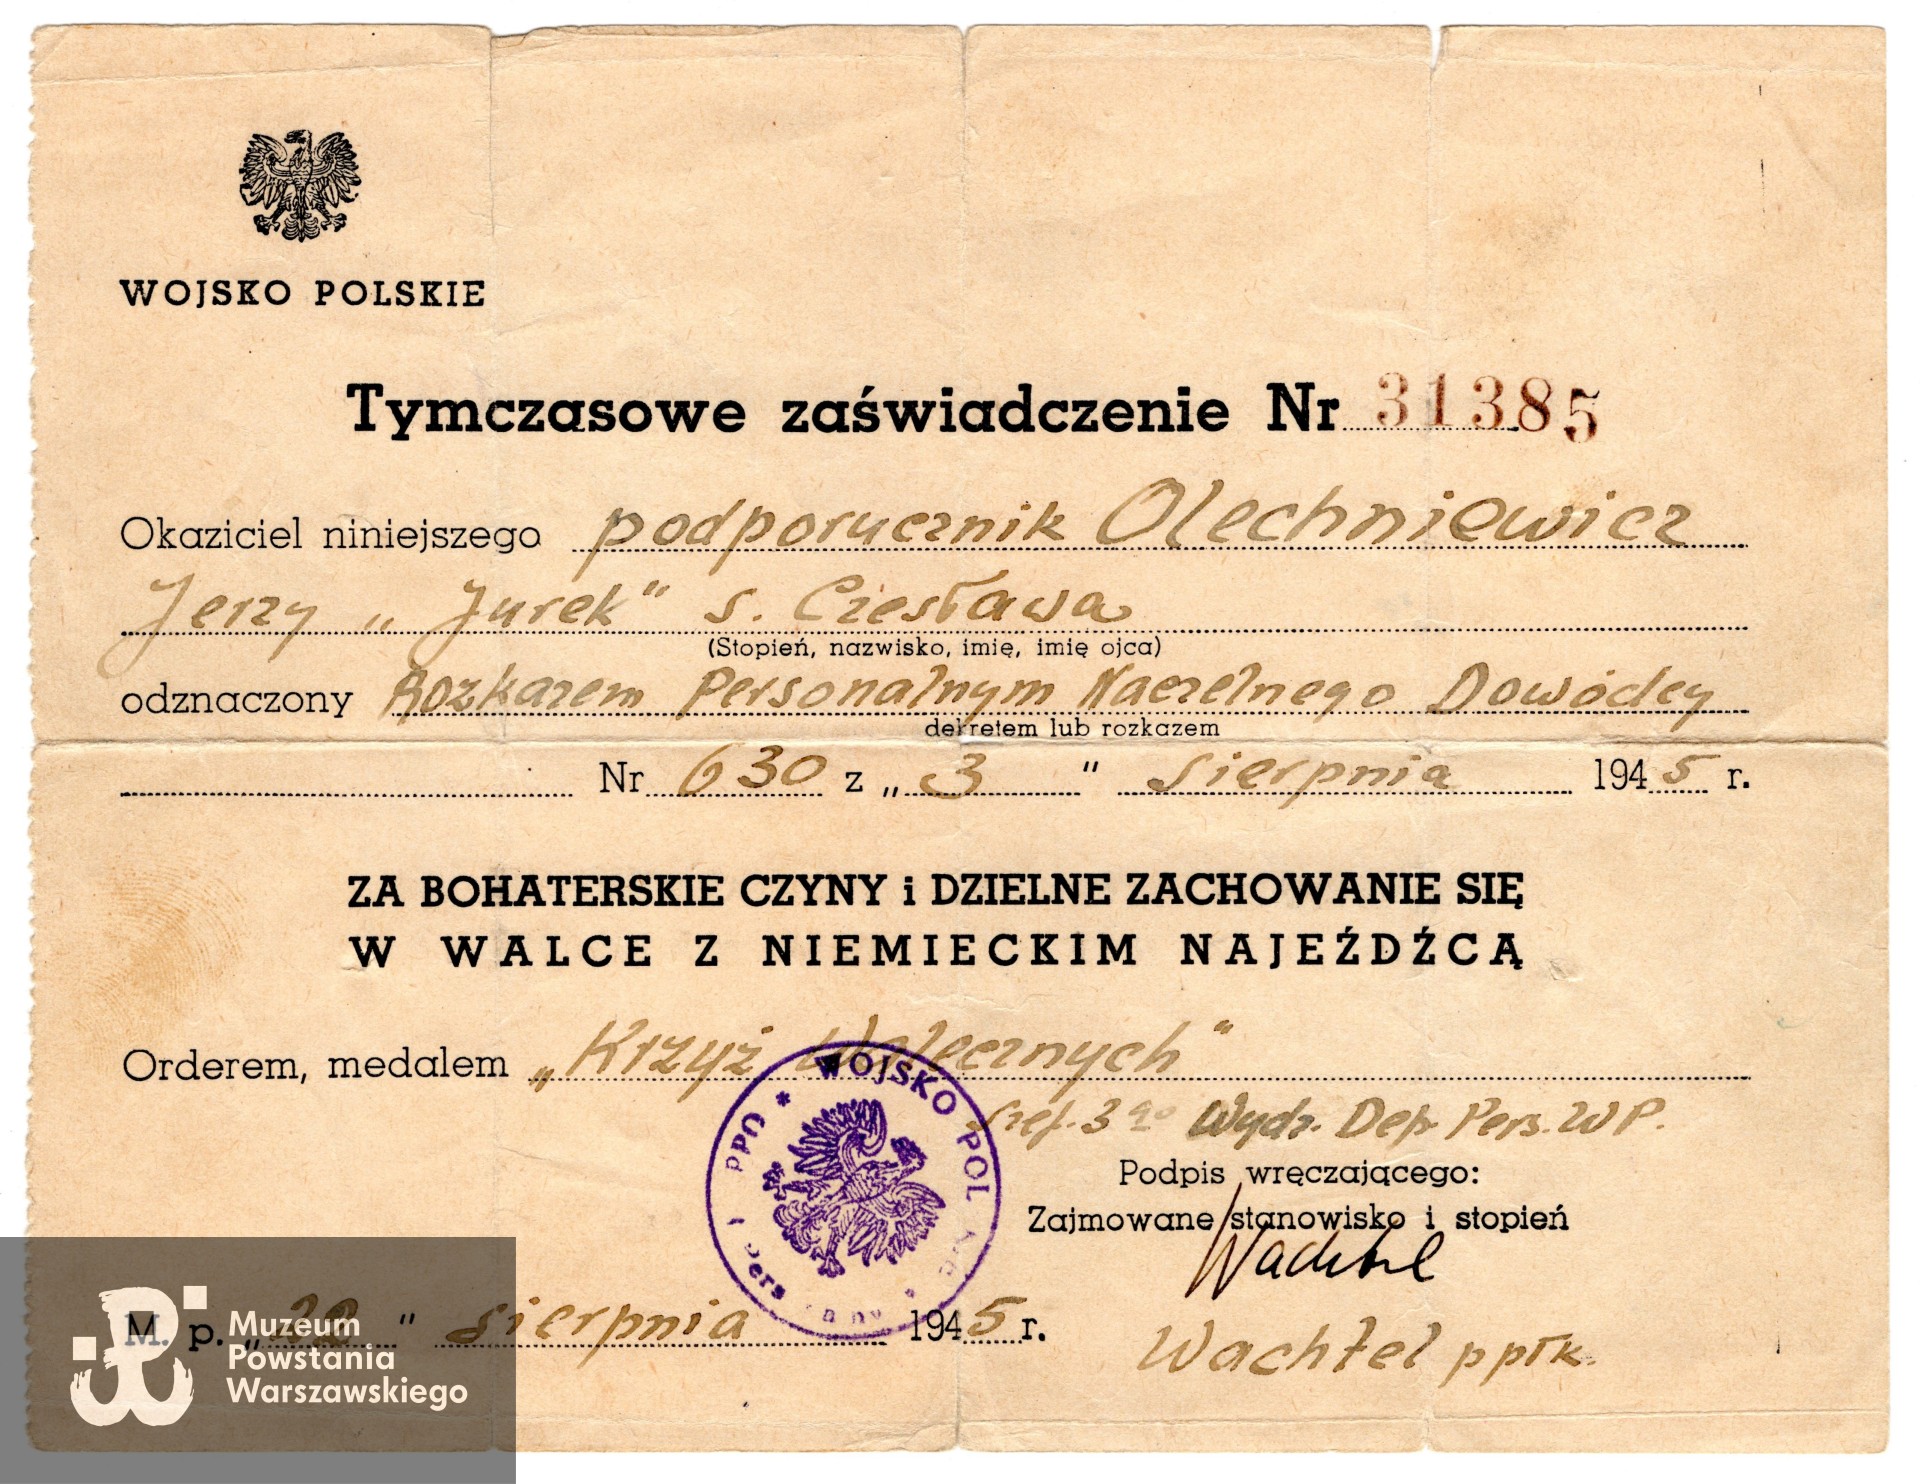 WOJSKO POLSKIE
Tymczasowe zaświadczenie Nr 31385
Okaziciel niniejszego podporucznik Olechniewicz
Jerzy „Jurek” s. Czesława
(Stopień, nazwisko, imię, imię ojca)
odznaczony Rozkazem Personalnym Naczelnego Dowódcy
dekretem lub rozkazem
Nr 630 z „3” sierpnia 1945 r.
ZA BOHATERSKIE CZYNY i DZIELNE ZACHOWANIE SIĘ
W WALCE Z NIEMIECKIM NAJEŹDŹCĄ
Orderem, medalem „Krzyż Walecznych”
Szef. 3go Wydz. Dep. Pers. WP.
Podpis wręczającego:
Zajmowane stanowisko i stopień
Wachtel
M. p. „22” sierpnia 1945 r.
Wachtel ppłk.
WOJSKO POL
Muzeum
Powstania
Warszawskiego